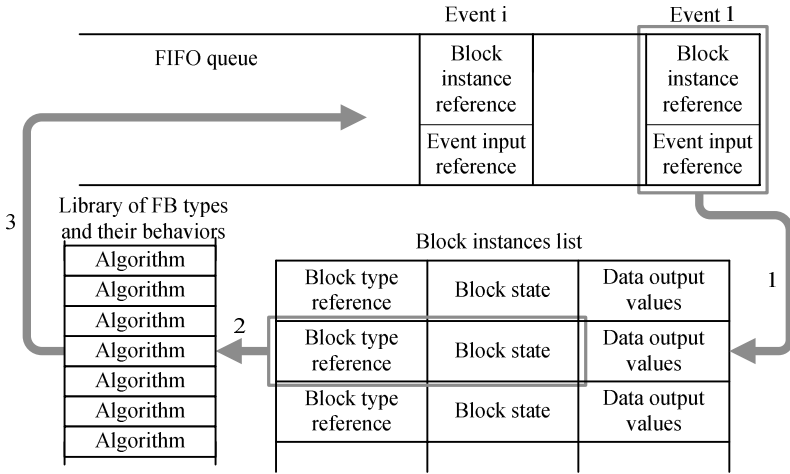 Event i
Event 1
FIFO queue
Block
instance
reference
Event input
reference
Block
instance
reference
Event input
reference
3
Library of FB types
and their behaviors
Algorithm
Algorithm
Algorithm
Algorithm
Algorithm
Algorithm
Algorithm
2
Block instances list
1
Block type
reference
Block state
Data output
values
Block type
reference
Block state
Data output
values
Block type
reference
Block state
Data output
values